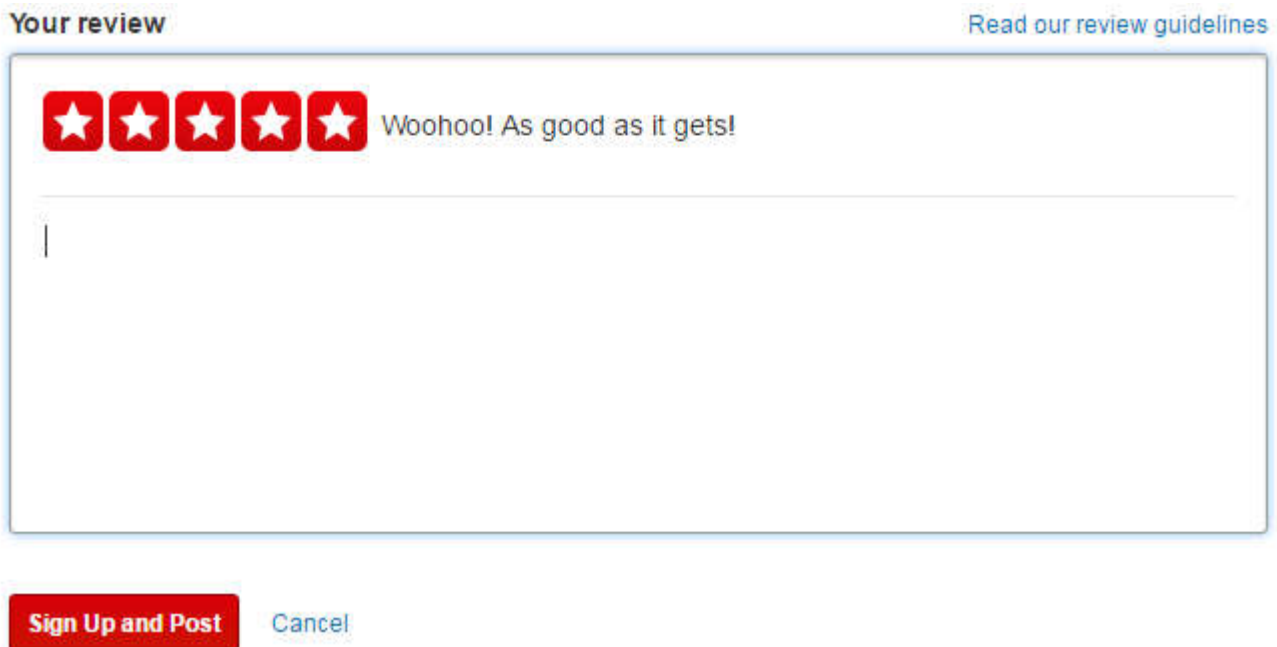 Your review
Read our review guidelines
Woohoo! As good as it gets!
Sign Up and Post
Cancel